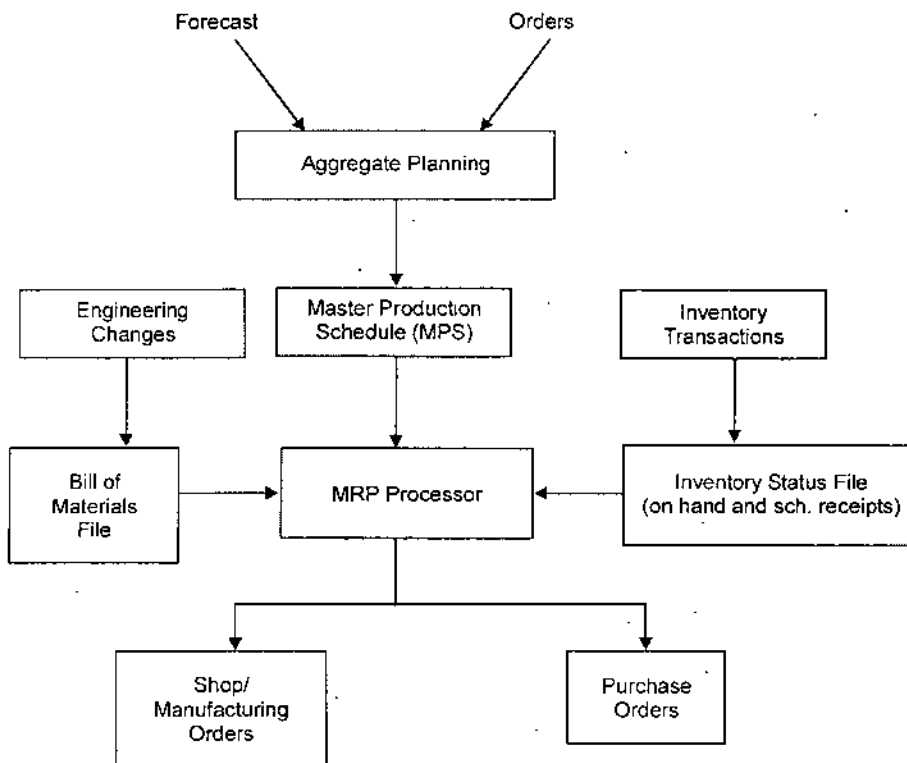 Forecast
Orders
Aggregate Planning
Engineering
Changes
Master Production
Schedule (MPS)
Inventory
Transactions
Bill of
Materials
File
MRP Processor
Inventory Status File
(on hand and sch. receipts)
Shop/
Manufacturing
Orders
Purchase
Orders